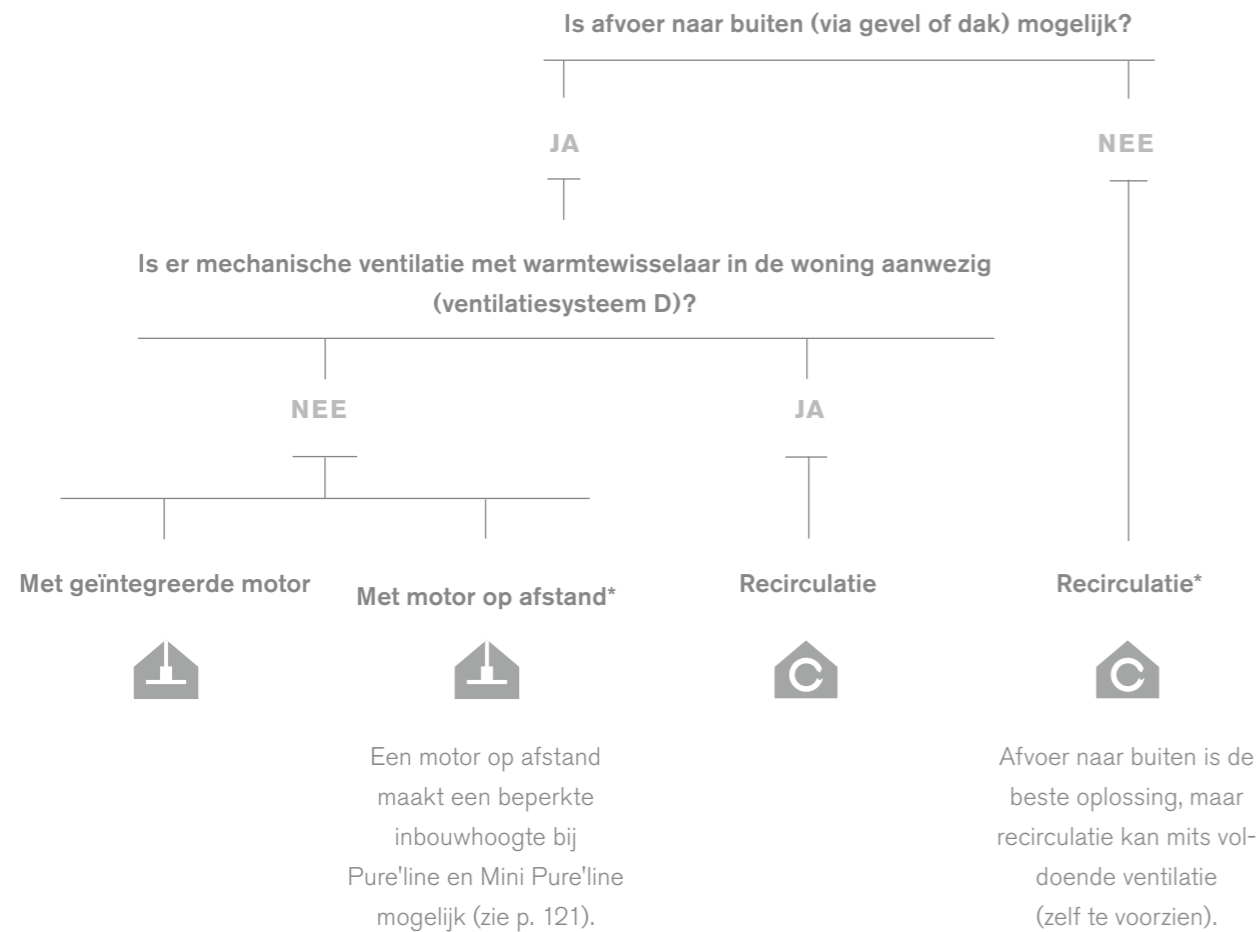 Is afvoer naar buiten (via gevel of dak) mogelijk?
JA
NEE
Is er mechanische ventilatie met warmtewisselaar in de woning aanwezig
(ventilatiesysteem D)?
NEE
JA
Met geïntegreerde motor
Met motor op afstand*
Recirculatie
Recirculatie*
Een motor op afstand
maakt een beperkte
inbouwhoogte bij
Pure'line en Mini Pure'line
mogelijk (zie p. 121).
Afvoer naar buiten is de
beste oplossing, maar
recirculatie kan mits vol-
doende ventilatie
(zelf te voorzien).